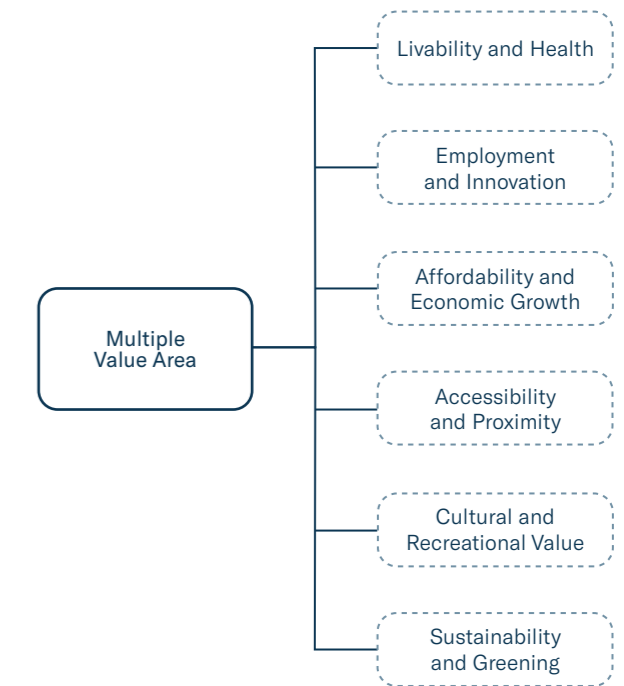 Livability and Health
Employment
and Innovation
Affordability and
Economic Growth
Multiple
Value Area
Accessibility
and Proximity
Cultural and
Recreational Value
Sustainability
and Greening